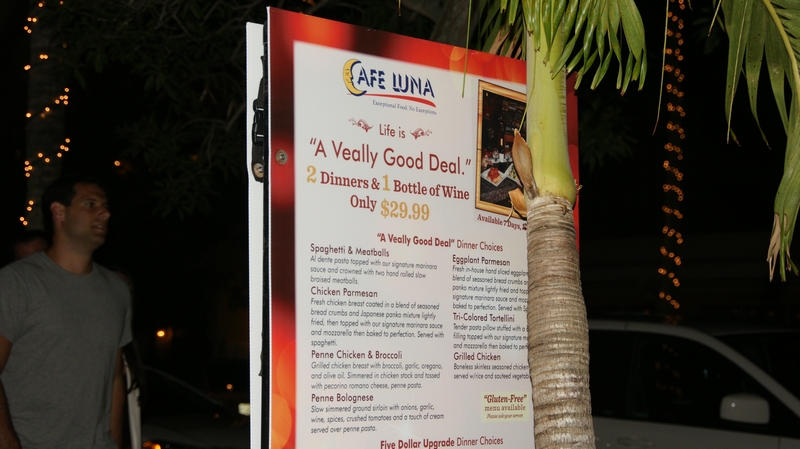 CAFE LUNA
Exceptional Food. No Exceptions
Life is
"A Veally Good Deal."
2 Dinners & 1 Bottle of Wine
Only $29.99
Available 7 Days,
"A Veally Good Deal" Dinner Choices
Spaghetti & Meatballs
Al dente pasta topped with our signature marinara
sauce and crowned with two hand rolled slow
braised meatballs.
Chicken Parmesan
Fresh chicken breast coated in a blend of seasoned
bread crumbs and Japanese panko mixture lightly
fried, then topped with our signature marinara sauce
and mozzarella then baked to perfection. Served with
spaghetti.
Penne Chicken & Broccoli
Grilled chicken breast with broccoli, garlic, oregano,
and olive oil. Simmered in chicken stock and tossed
with pecorino romano cheese, penne pasta.
Penne Bolognese
Slow simmered ground sirloin with onions, garlic,
wine, spices, crushed tomatoes and a touch of cream
served over penne pasta.
Eggplant Parmesan
Fresh in-house hand sliced eggplant
bread crumbs and
panko mixture lightly fried and
signature marinara sauce and
baked to perfection. Served with
Tri-Colored Tortellini
Tender pasta pillow stuffed with a
filling topped with our signature
and mozzarella then baked to
Grilled Chicken
Boneless skinless seasoned chicken
served w/rice and sauteed
"Gluten-Free"
menu available
Please ask your server
Five Dollar Upgrade Dinner Choices